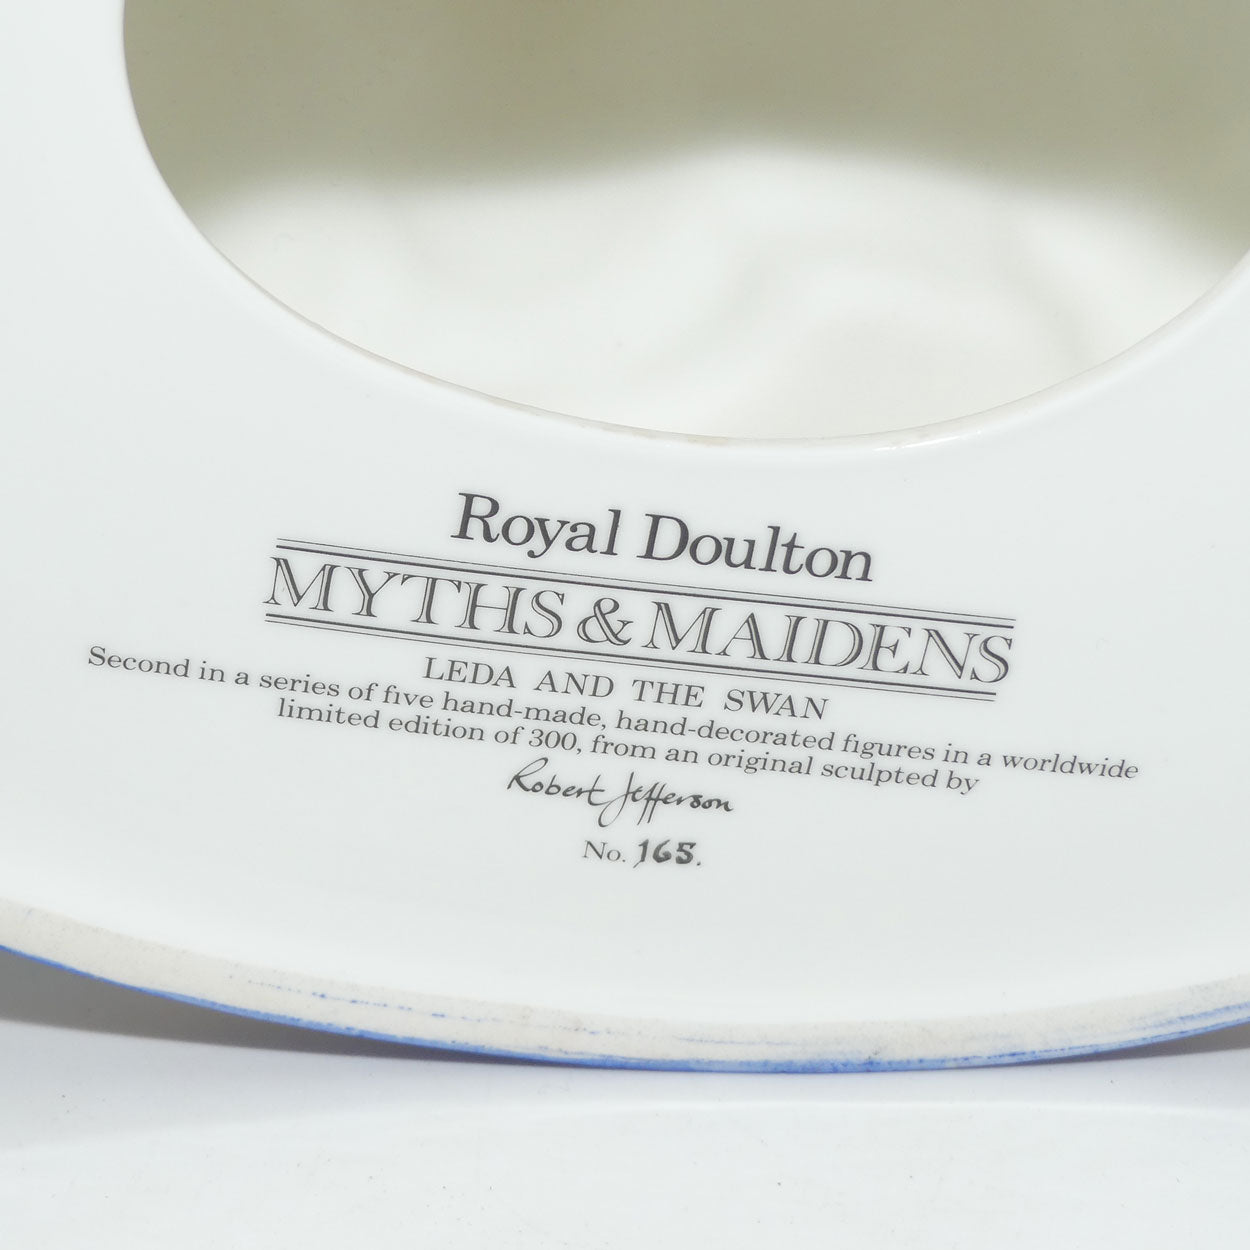 Royal Doulton
MYTHS & MAIDENS
LEDA AND THE SWAN
Second in a series of five hand-made, hand-decorated figures in a worldwide
limited edition of 300, from an original sculpted by
Robert Jefferson
No. 165.